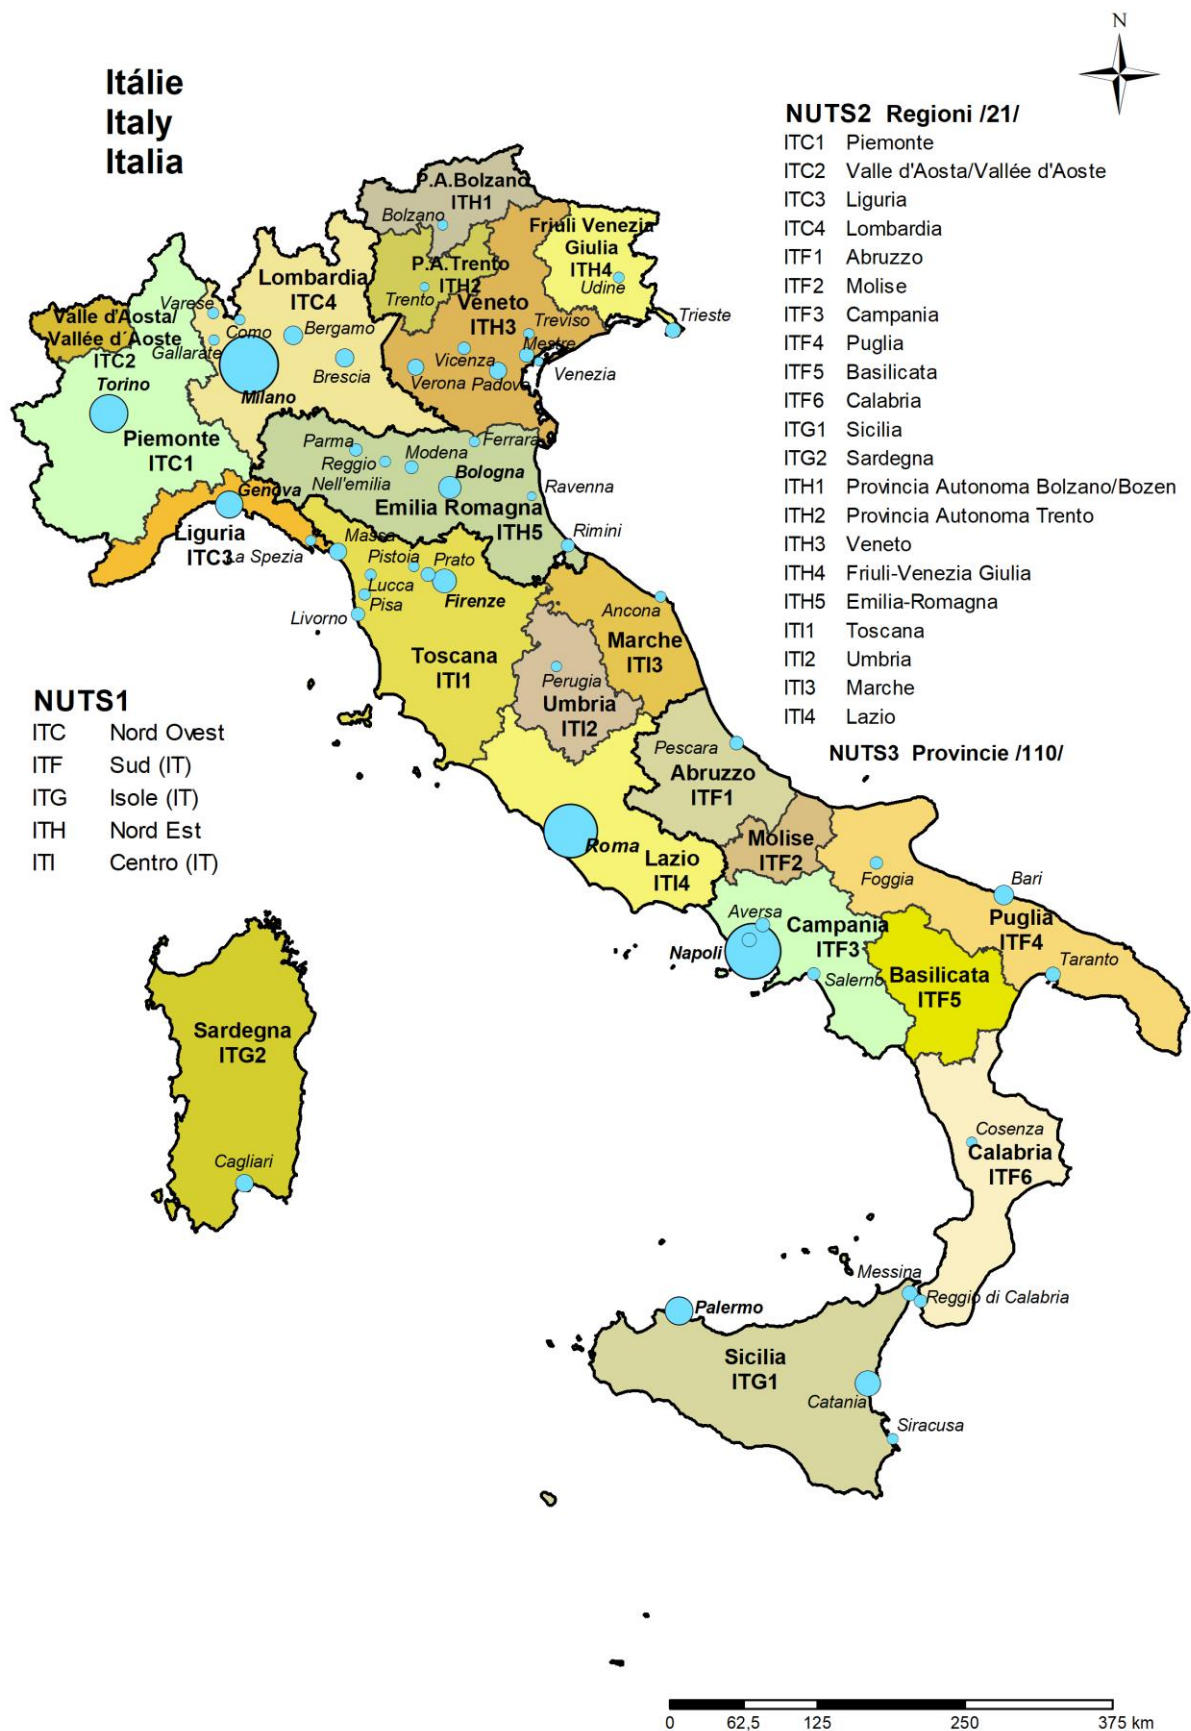 N
Itálie
Italy
Italia
NUTS2 Regioni /21/
ITC1 Piemonte
ITC2 Valle d'Aosta/Vallée d'Aoste
ITC3 Liguria
ITC4 Lombardia
ITF1 Abruzzo
ITF2 Molise
ITF3 Campania
ITF4 Puglia
ITF5 Basilicata
ITF6 Calabria
ITG1 Sicilia
ITG2 Sardegna
ITH1 Provincia Autonoma Bolzano/Bozen
ITH2 Provincia Autonoma Trento
ITH3 Veneto
ITH4 Friuli-Venezia Giulia
ITH5 Emilia-Romagna
ITI1 Toscana
ITI2 Umbria
ITI3 Marche
ITI4 Lazio
NUTS3 Provincie /110/
NUTS1
ITC Nord Ovest
ITF Sud (IT)
ITG Isole (IT)
ITH Nord Est
ITI Centro (IT)
P.A.Bolzano
ITH1
Bolzano
Friuli Venezia
Giulia
ITH4
Udine
P.A.Trento
ITH2
Trento
Lombardia
ITC4
Veneto
ITH3
Varese
Como
Gallarate
Bergamo
Brescia
Milano
Treviso
Mestre
Vicenza
Verona
Padova
Venezia
Trieste
Valle d'Aosta/
Vallée d´Aoste
ITC2
Torino
Piemonte
ITC1
Parma
Reggio
Nell'emilia
Modena
Ferrara
Bologna
Ravenna
Emilia Romagna
ITH5
Rimini
Genova
Liguria
ITC3
La Spezia
Massa
Pistoia
Prato
Lucca
Pisa
Firenze
Livorno
Toscana
ITI1
Ancona
Marche
ITI3
Perugia
Umbria
ITI2
Pescara
Abruzzo
ITF1
Roma
Lazio
ITI4
Molise
ITF2
Foggia
Bari
Puglia
ITF4
Taranto
Aversa
Campania
ITF3
Napoli
Salerno
Basilicata
ITF5
Sardegna
ITG2
Cagliari
Cosenza
Calabria
ITF6
Messina
Reggio di Calabria
Palermo
Sicilia
ITG1
Catania
Siracusa
0 62,5 125 250 375 km